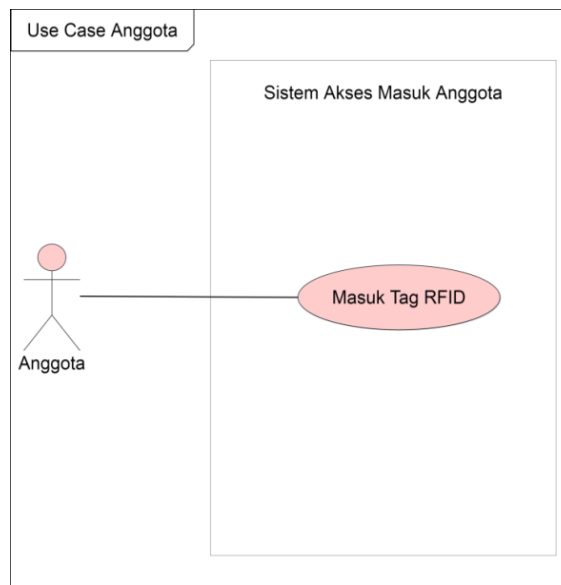 Use Case Anggota
Sistem Akses Masuk Anggota
Masuk Tag RFID
Anggota